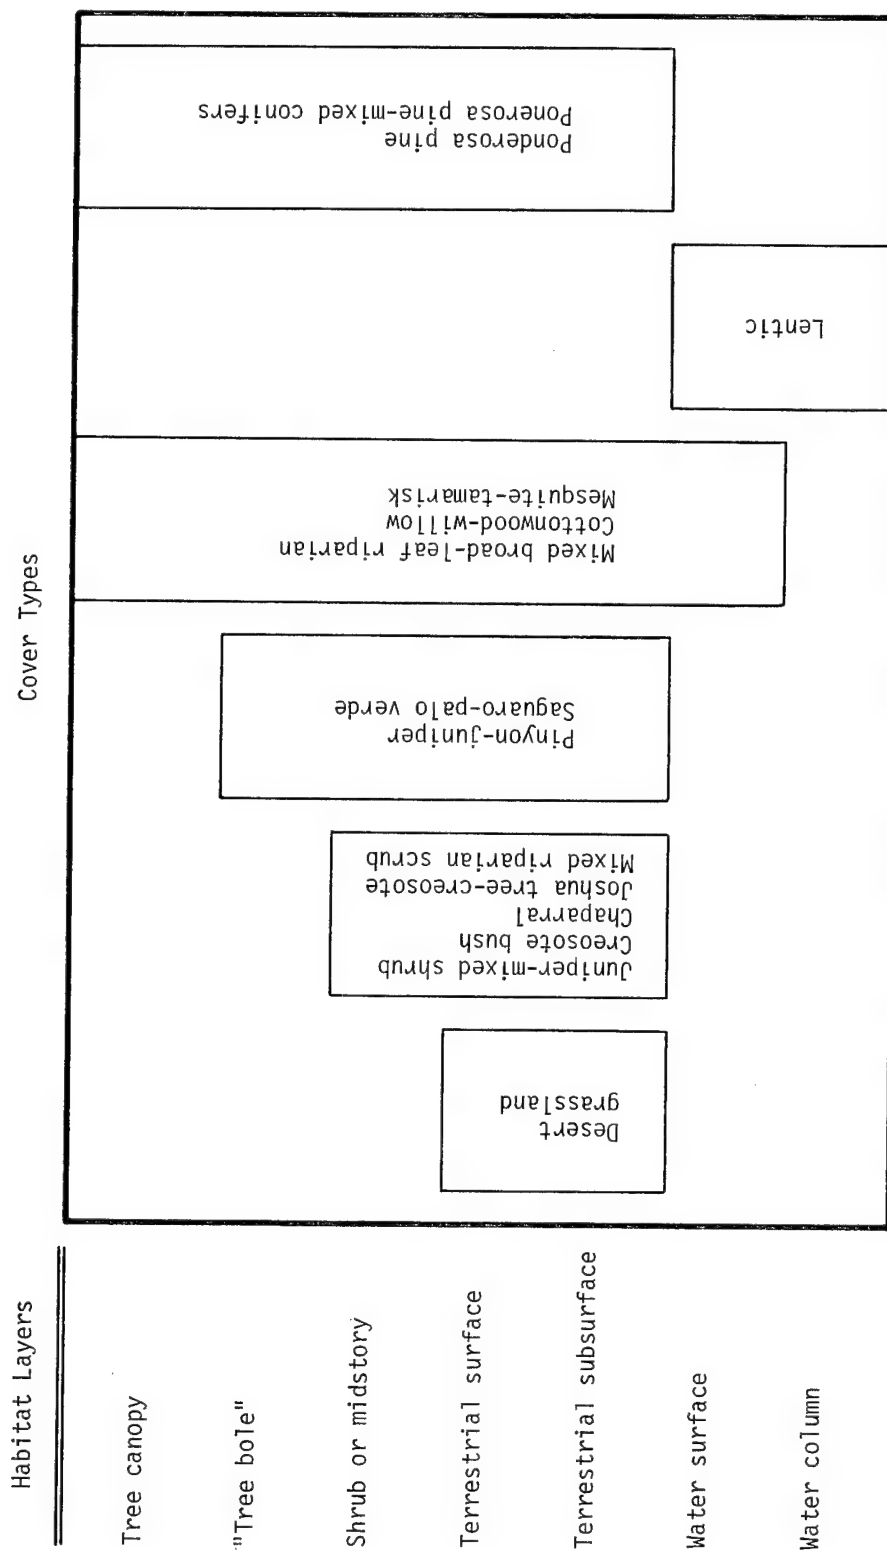 Cover Types
Habitat Layers
Tree canopy
"Tree bole"
Shrub or midstory
Terrestrial surface
Terrestrial subsurface
Water surface
Water column
Desert
grassland
Juniper-mixed shrub
Creosote bush
Chaparral
Joshua tree-creosote
Mixed riparian scrub
Pinyon-juniper
Saguaro-palo verde
Mixed broad-leaf riparian
Cottonwood-willow
Mesquite-tamarisk
Lentic
Ponderosa pine
Ponerosa pine-mixed conifers